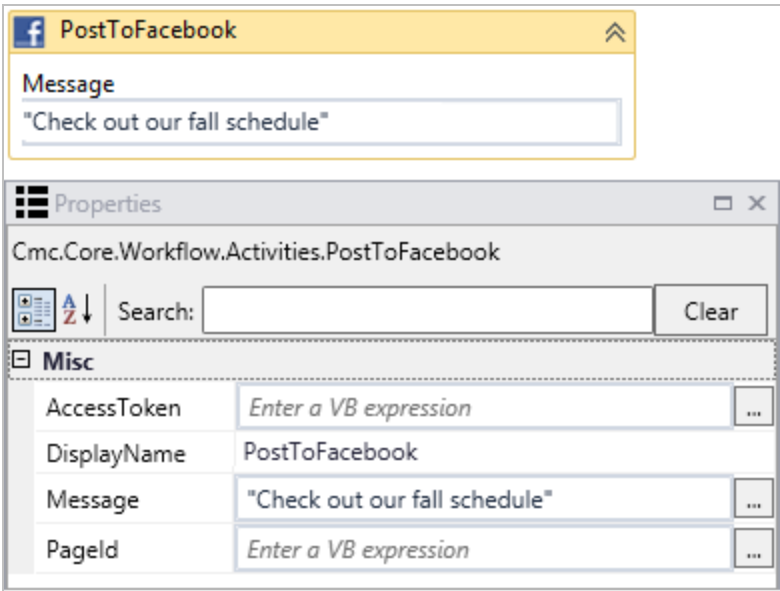 PostToFacebook
Message
"Check out our fall schedule"
Properties
Cmc.Core.Workflow.Activities.PostToFacebook
A Z Search: Clear
Misc
AccessToken Enter a VB expression ...
DisplayName PostToFacebook
Message "Check out our fall schedule" ...
PageId Enter a VB expression ...